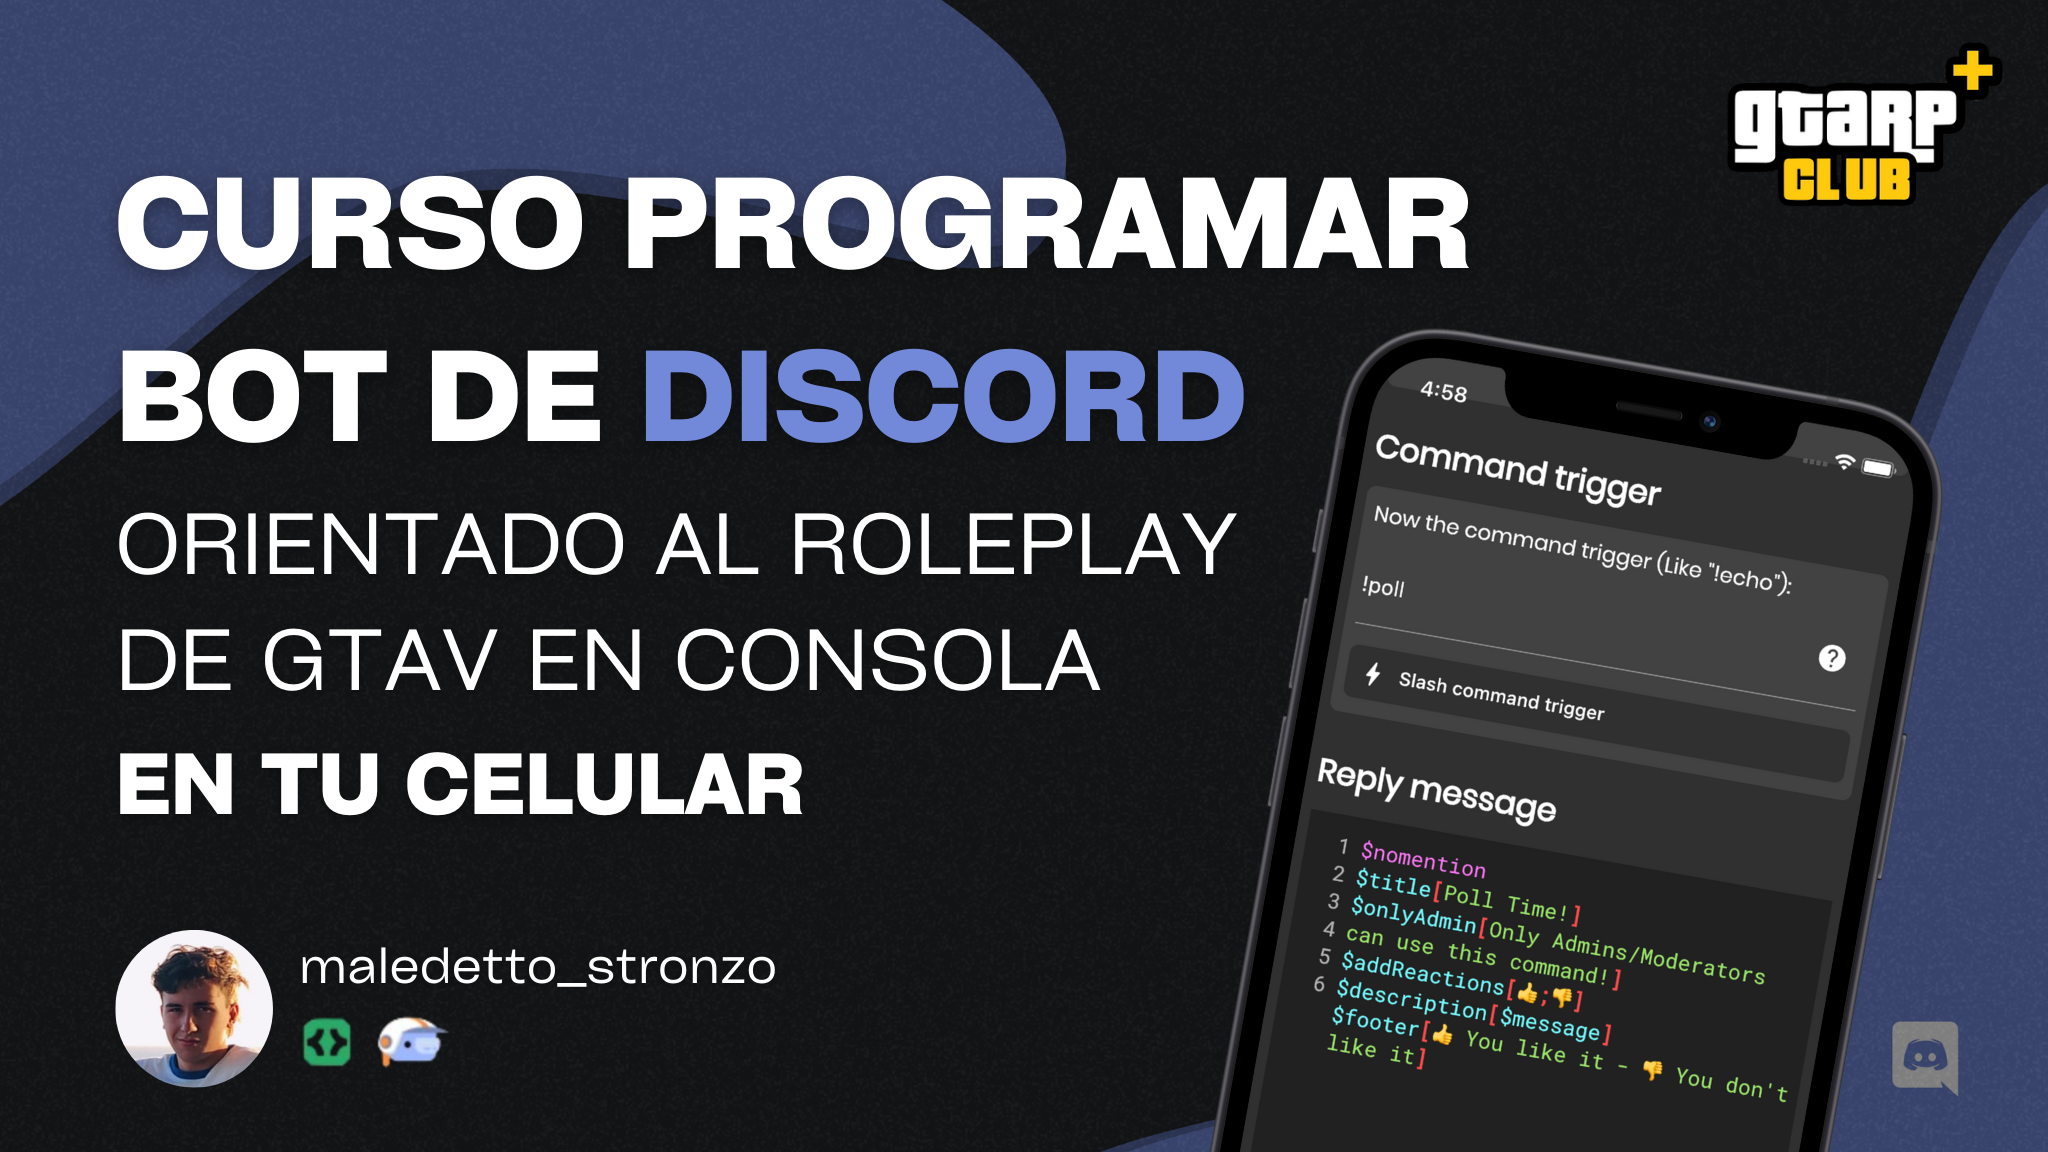 gtaRP+
CLUB
CURSO PROGRAMAR
BOT DE DISCORD
ORIENTADO AL ROLEPLAY
DE GTAV EN CONSOLA
EN TU CELULAR
maledetto_stronzo
4:58
Command trigger
Now the command trigger (Like "!echo"):
!poll
?
Slash command trigger
Reply message
1 $nomention
2 $title[Poll Time!]
3 $onlyAdmin[Only Admins/Moderators
4 can use this command!]
5 $addReactions[👍;👎]
6 $description[$message]
$footer[👍 You like it - 👎 You don't
like it]